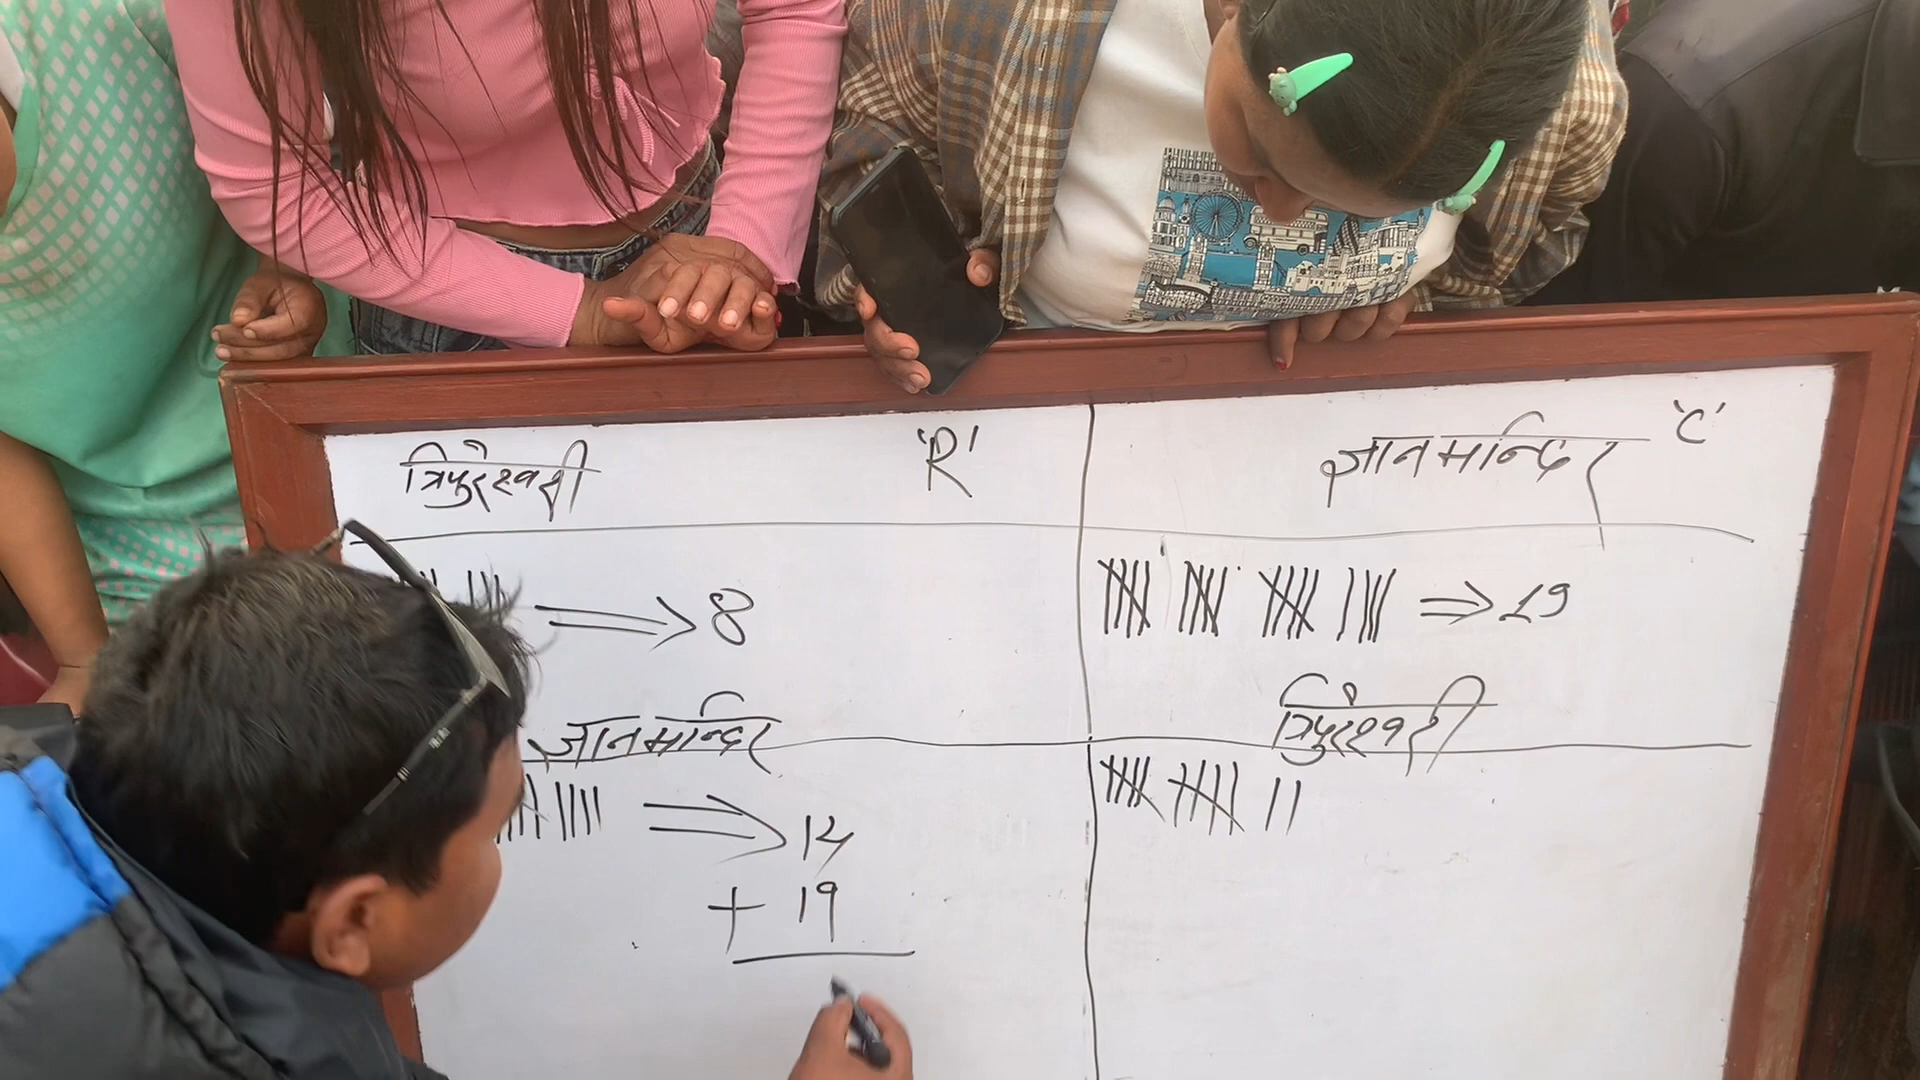 त्रिपुरेश्वरी 'R'
ज्ञानमन्दिर 'C'
⇒ 8
⇒ 19
ज्ञानमन्दिर
त्रिपुरेश्वरी
⇒ 14
+ 19